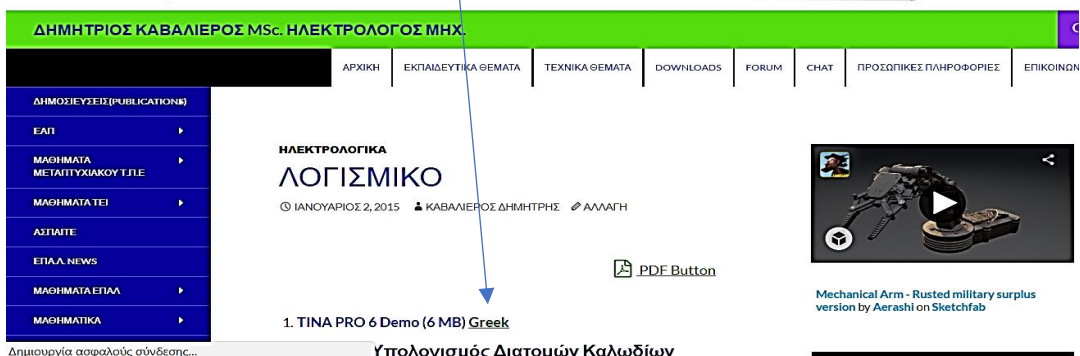 ΔΗΜΗΤΡΙΟΣ ΚΑΒΑΛΙΕΡΟΣ MSc. ΗΛΕΚΤΡΟΛΟΓΟΣ ΜΗΧ.
ΑΡΧΙΚΗ ΕΚΠΑΙΔΕΥΤΙΚΑ ΘΕΜΑΤΑ ΤΕΧΝΙΚΑ ΘΕΜΑΤΑ DOWNLOADS FORUM CHAT ΠΡΟΣΩΠΙΚΕΣ ΠΛΗΡΟΦΟΡΙΕΣ ΕΠΙΚΟΙΝΩΝ
ΔΗΜΟΣΙΕΥΣΕΙΣ(PUBLICATIONS)
ΕΑΠ
ΜΑΘΗΜΑΤΑ
ΜΕΤΑΠΤΥΧΙΑΚΟΥ Τ.Π.Ε
ΜΑΘΗΜΑΤΑ ΤΕΙ
ΑΣΠΑΙΤΕ
ΕΠΑ.Λ. NEWS
ΜΑΘΗΜΑΤΑ ΕΠΑΛ
ΜΑΘΗΜΑΤΙΚΑ
Δημιουργία ασφαλούς σύνδεσης...
ΗΛΕΚΤΡΟΛΟΓΙΚΑ
ΛΟΓΙΣΜΙΚΟ
ΙΑΝΟΥΑΡΙΟΣ 2, 2015 ΚΑΒΑΛΙΕΡΟΣ ΔΗΜΗΤΡΗΣ ΑΛΛΑΓΗ
PDF Button
1. TINA PRO 6 Demo (6 MB) Greek
Υπολογισμός Διατομών Καλωδίων
Mechanical Arm - Rusted military surplus
version by Aerashi on Sketchfab